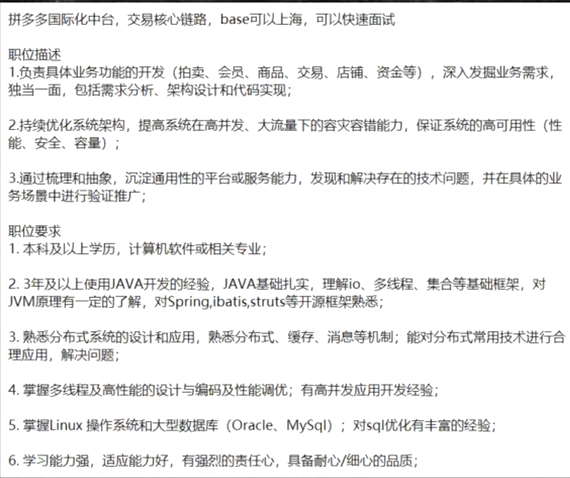 拼多多国际化中台，交易核心链路，base可以上海，可以快速面试
职位描述
1.负责具体业务功能的开发（拍卖、会员、商品、交易、店铺、资金等），深入发掘业务需求，
独当一面，包括需求分析、架构设计和代码实现；
2.持续优化系统架构，提高系统在高并发、大流量下的容灾容错能力，保证系统的高可用性（性
能、安全、容量）；
3.通过梳理和抽象，沉淀通用性的平台或服务能力，发现和解决存在的技术问题，并在具体的业
务场景中进行验证推广；
职位要求
1. 本科及以上学历，计算机软件或相关专业；
2. 3年及以上使用JAVA开发的经验，JAVA基础扎实，理解io、多线程、集合等基础框架，对
JVM原理有一定的了解，对Spring,ibatis,struts等开源框架熟悉；
3. 熟悉分布式系统的设计和应用，熟悉分布式、缓存、消息等机制；能对分布式常用技术进行合
理应用，解决问题；
4. 掌握多线程及高性能的设计与编码及性能调优；有高并发应用开发经验；
5. 掌握Linux 操作系统和大型数据库（Oracle、MySql）；对sql优化有丰富的经验；
6. 学习能力强，适应能力好，有强烈的责任心，具备耐心/细心的品质；